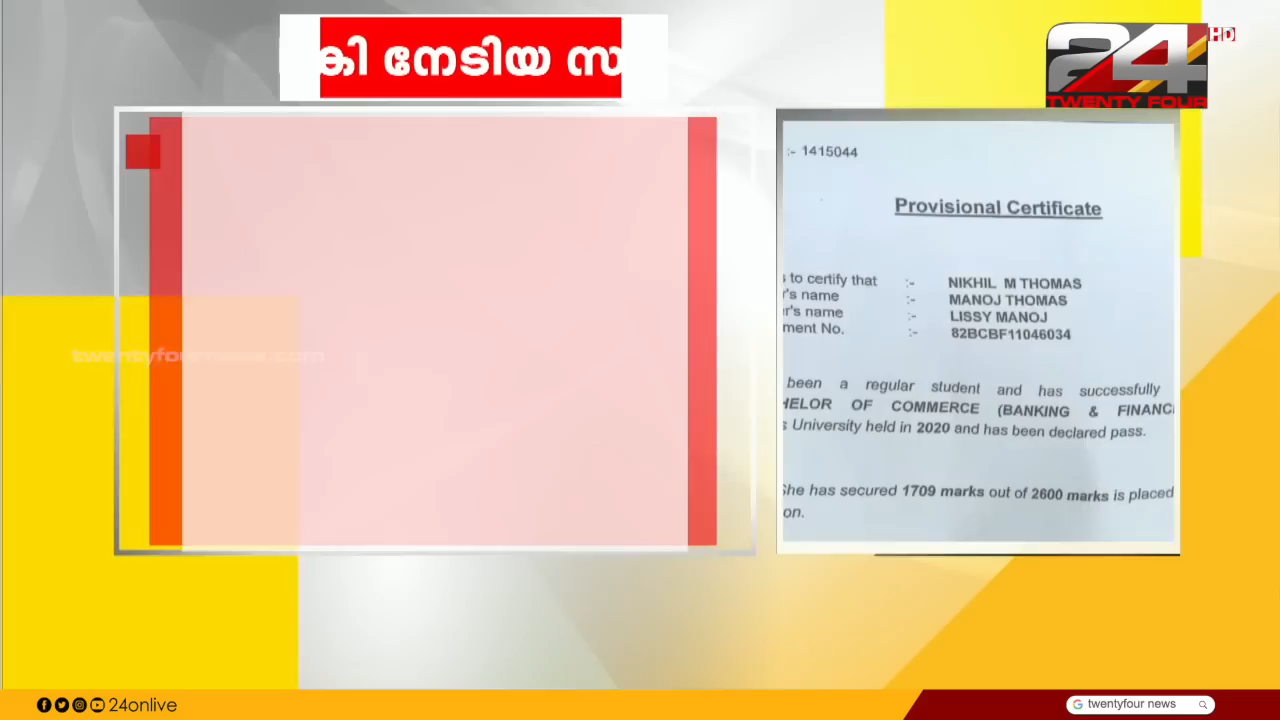 കി നേടിയ സ
24
HD
TWENTY FOUR
:- 1415044
Provisional Certificate
to certify that :- NIKHIL M THOMAS
's name :- MANOJ THOMAS
r's name :- LISSY MANOJ
ment No. :- 82BCBF11046034
been a regular student and has successfully
HELOR OF COMMERCE (BANKING & FINANC
University held in 2020 and has been declared pass.
She has secured 1709 marks out of 2600 marks is placed
on.
twentyfournews.com
24onlive
twentyfour news